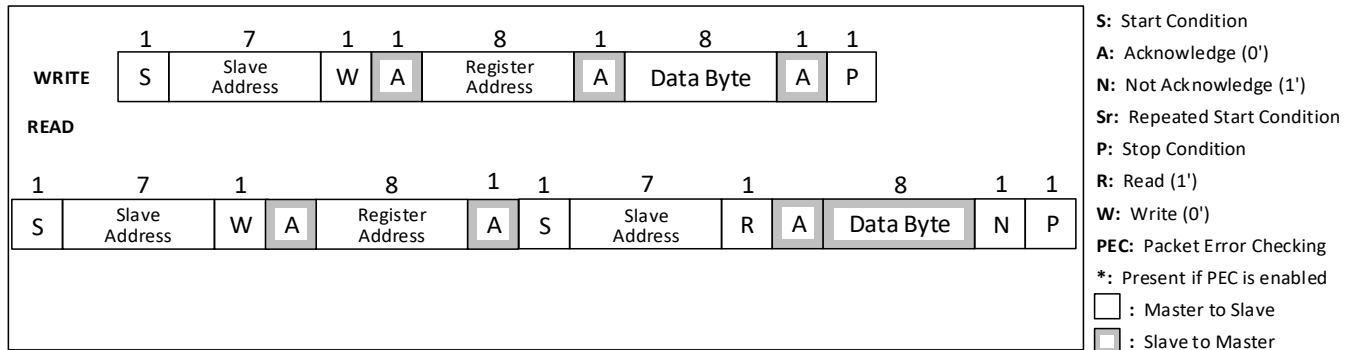 1 7 1 1 8 1 8 1 1
WRITE S Slave Address W A Register Address A Data Byte A P
READ
1 7 1 8 1 1 7 1 8 1 1
S Slave Address W A Register Address A S Slave Address R A Data Byte N P
S: Start Condition
A: Acknowledge (0')
N: Not Acknowledge (1')
Sr: Repeated Start Condition
P: Stop Condition
R: Read (1')
W: Write (0')
PEC: Packet Error Checking
*: Present if PEC is enabled
: Master to Slave
: Slave to Master